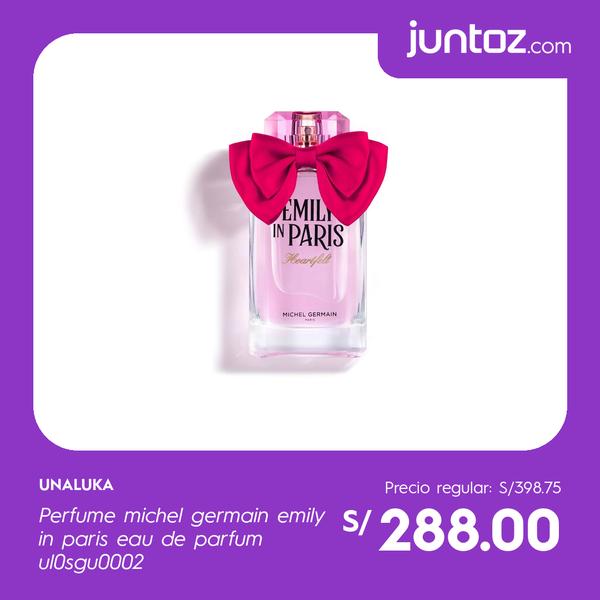 juntoz.com
EMILY
IN PARIS
Heartfelt
MICHEL GERMAIN
PARIS
UNALUKA
Perfume michel germain emily
in paris eau de parfum
ul0sgu0002
Precio regular: S/398.75
S/ 288.00